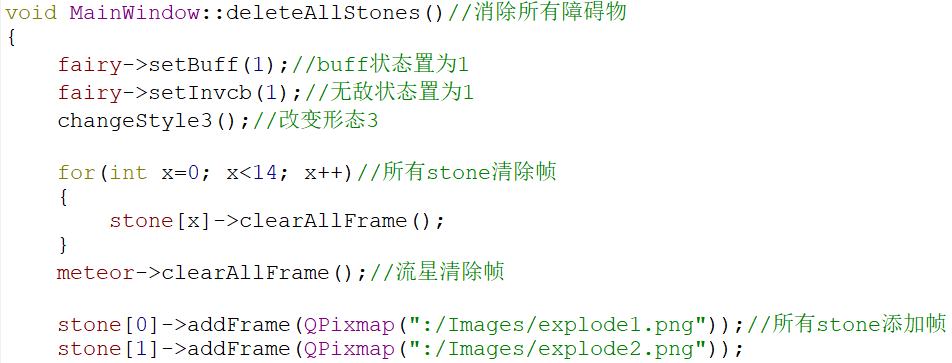 void MainWindow::deleteAllStones()//消除所有障碍物
{
    fairy->setBuff(1);//buff状态置为1
    fairy->setInvcb(1);//无敌状态置为1
    changeStyle3();//改变形态3
    for(int x=0; x<14; x++)//所有stone清除帧
    {
        stone[x]->clearAllFrame();
    }
    meteor->clearAllFrame();//流星清除帧
    stone[0]->addFrame(QPixmap(":/Images/explode1.png"));//所有stone添加帧
    stone[1]->addFrame(QPixmap(":/Images/explode2.png"));